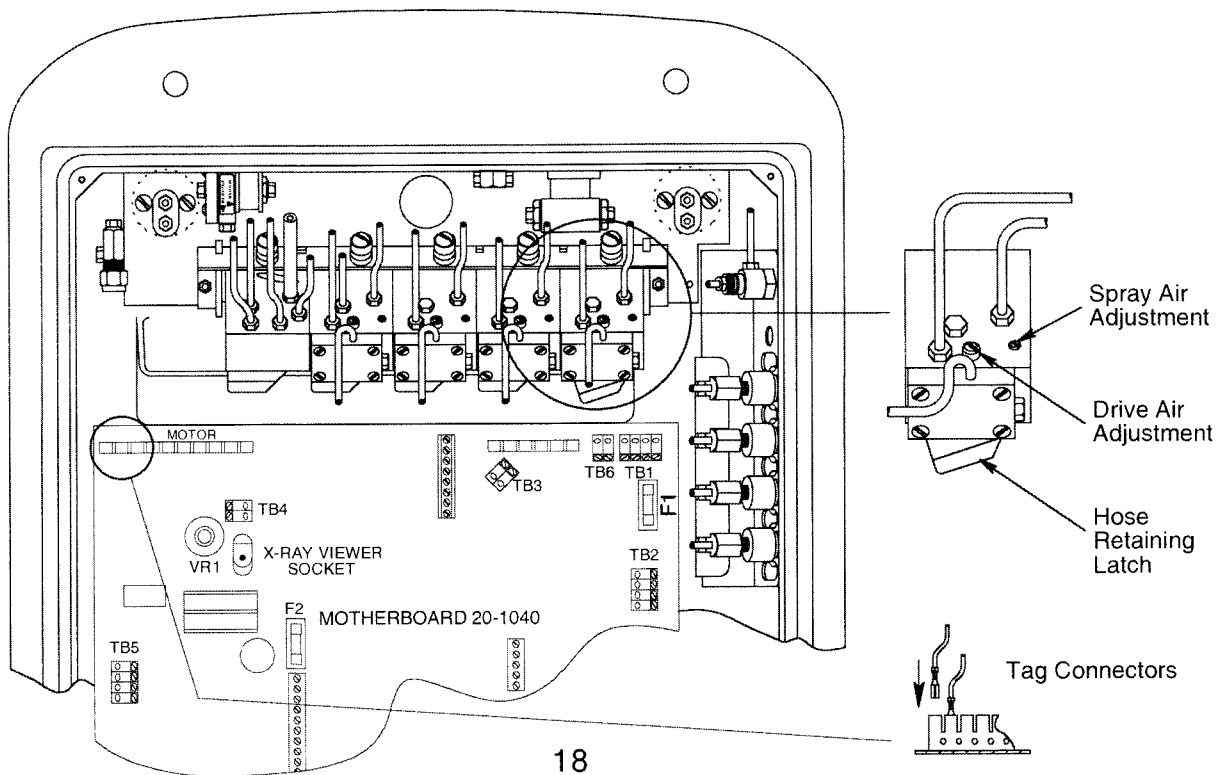 Spray Air
Adjustment
Drive Air
Adjustment
Hose
Retaining
Latch
MOTOR
TB6
TB1
TB3
F1
TB4
VR1
X-RAY VIEWER
SOCKET
TB2
F2
MOTHERBOARD 20-1040
TB5
Tag Connectors
18